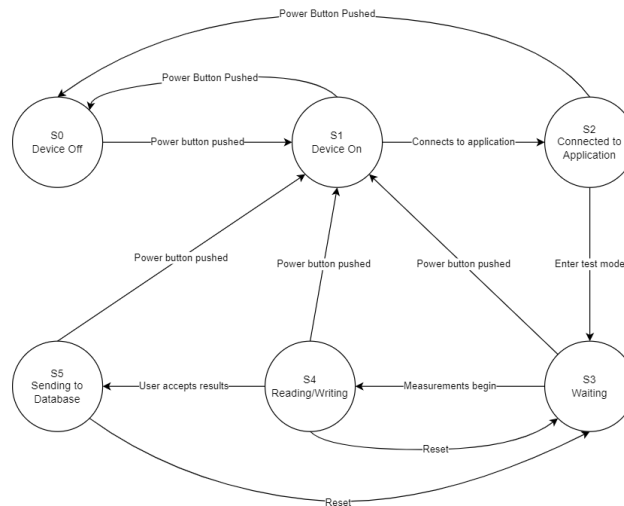 Power Button Pushed
Power Button Pushed
S0
Device Off
Power button pushed
S1
Device On
Connects to application
S2
Connected to
Application
Power button pushed
Power button pushed
Power button pushed
Enter test mode
S5
Sending to
Database
User accepts results
S4
Reading/Writing
Measurements begin
S3
Waiting
Reset
Reset